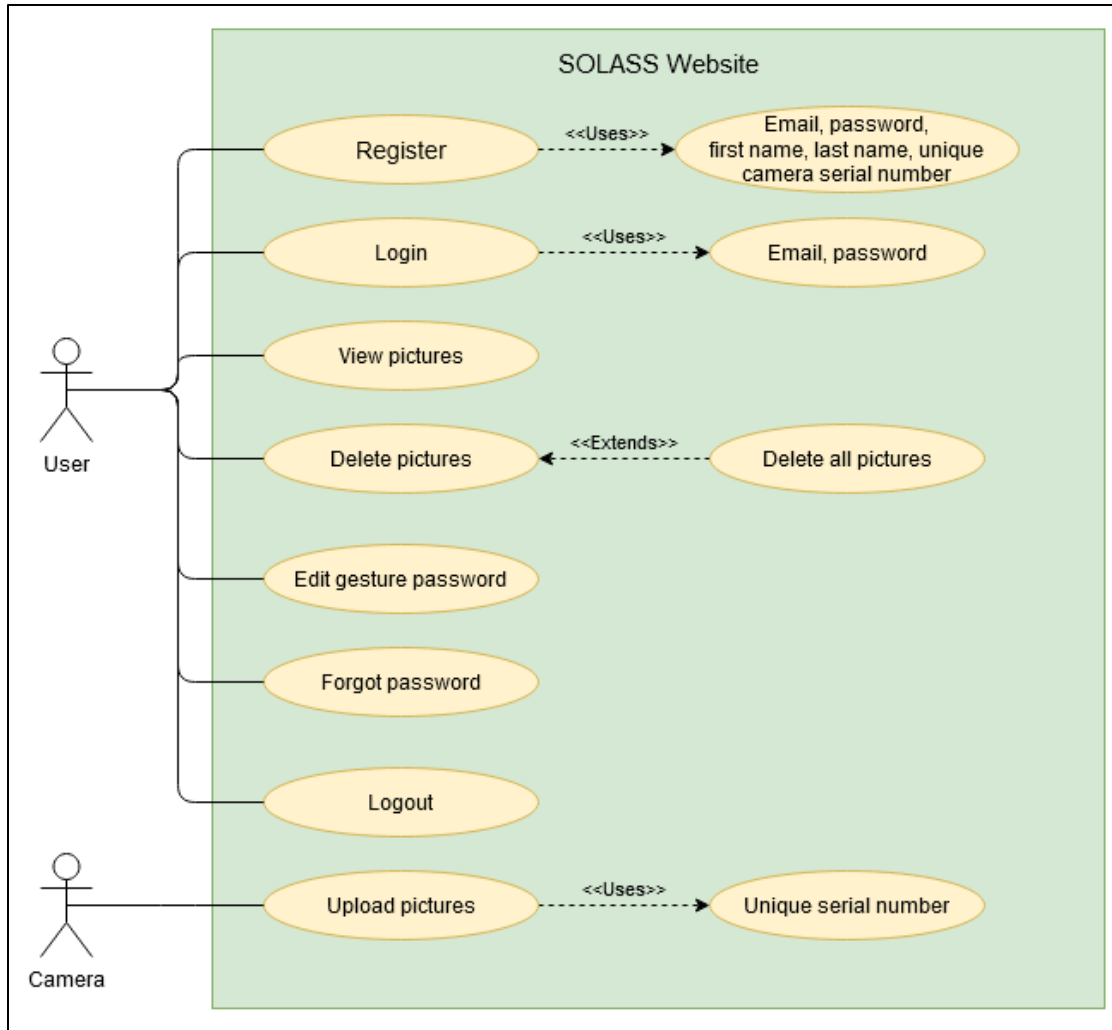 SOLASS Website
Register
<<Uses>>
Email, password,
first name, last name, unique
camera serial number
Login
<<Uses>>
Email, password
View pictures
User
Delete pictures
<<Extends>>
Delete all pictures
Edit gesture password
Forgot password
Logout
Camera
Upload pictures
<<Uses>>
Unique serial number